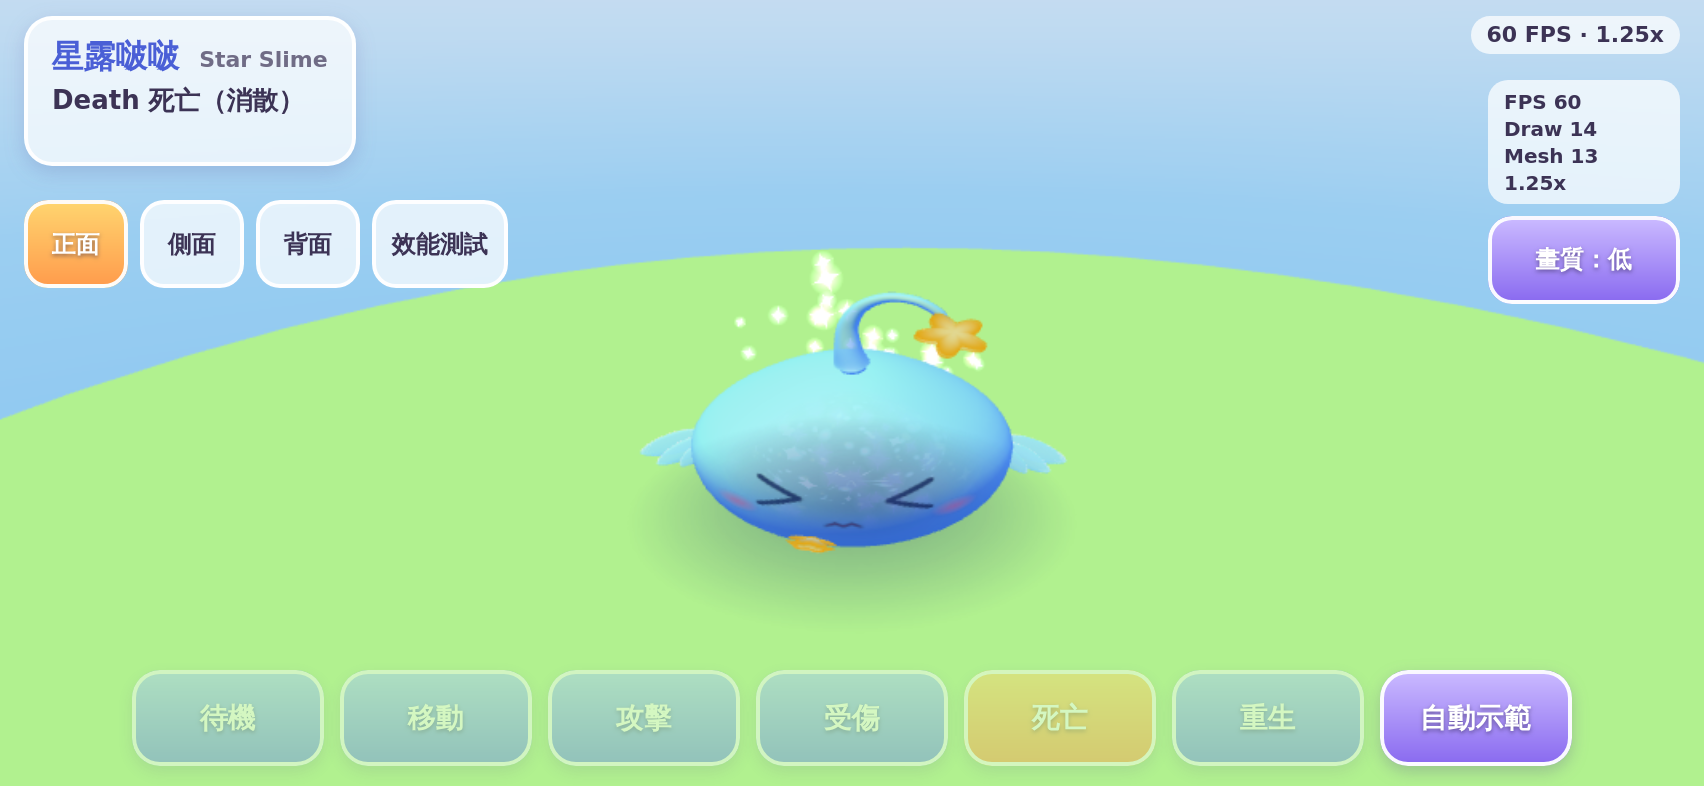 星露啵啵 Star Slime
Death 死亡（消散）
60 FPS · 1.25x
FPS 60
Draw 14
Mesh 13
1.25x
正面
側面
背面
效能測試
畫質：低
待機
移動
攻擊
受傷
死亡
重生
自動示範